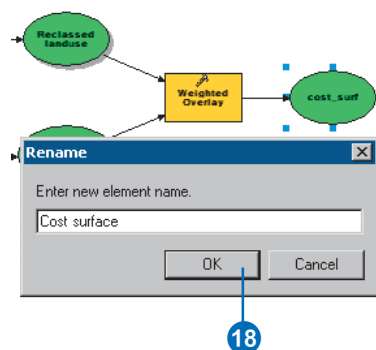 Reclassed
landuse
Weighted
Overlay
cost_surf
Rename
Enter new element name.
Cost surface
OK
Cancel
18